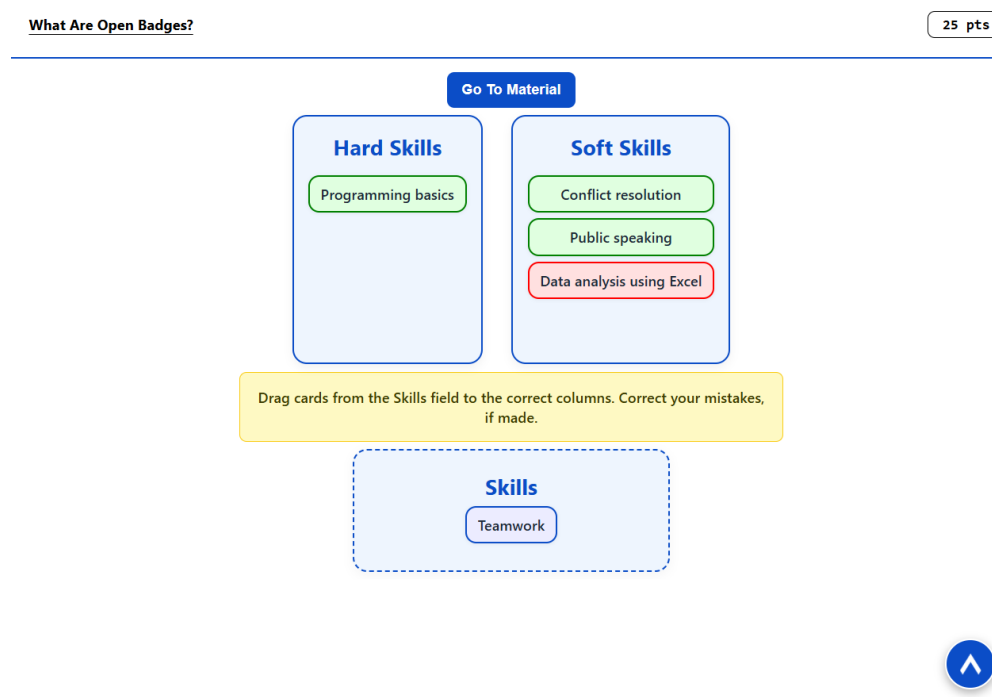 What Are Open Badges?
25 pts
Go To Material
Hard Skills
Programming basics
Soft Skills
Conflict resolution
Public speaking
Data analysis using Excel
Drag cards from the Skills field to the correct columns. Correct your mistakes,
if made.
Skills
Teamwork